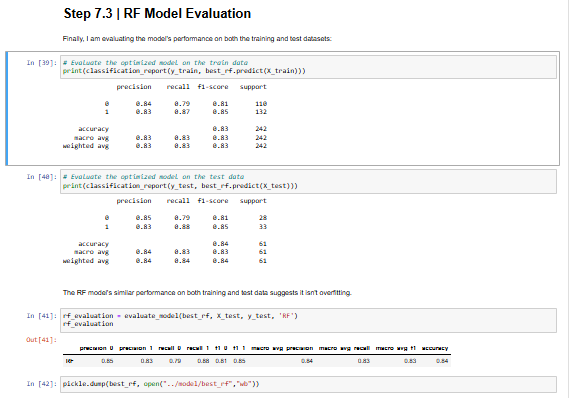 Step 7.3 | RF Model Evaluation
Finally, I am evaluating the model's performance on both the training and test datasets:
In [39]: # Evaluate the optimized model on the train data
print(classification_report(y_train, best_rf.predict(X_train)))
precision recall f1-score support
0 0.84 0.79 0.81 110
1 0.83 0.87 0.85 132
accuracy 0.83 242
macro avg 0.83 0.83 0.83 242
weighted avg 0.83 0.83 0.83 242
In [40]: # Evaluate the optimized model on the test data
print(classification_report(y_test, best_rf.predict(X_test)))
precision recall f1-score support
0 0.85 0.79 0.81 28
1 0.83 0.88 0.85 33
accuracy 0.84 61
macro avg 0.84 0.83 0.83 61
weighted avg 0.84 0.84 0.84 61
The RF model's similar performance on both training and test data suggests it isn't overfitting.
In [41]: rf_evaluation = evaluate_model(best_rf, X_test, y_test, 'RF')
rf_evaluation
Out[41]:
precision 0 precision 1 recall 0 recall 1 f1 0 f1 1 macro avg precision macro avg recall macro avg f1 accuracy
RF 0.85 0.83 0.79 0.88 0.81 0.85 0.84 0.83 0.83 0.84
In [42]: pickle.dump(best_rf, open("../model/best_rf","wb"))